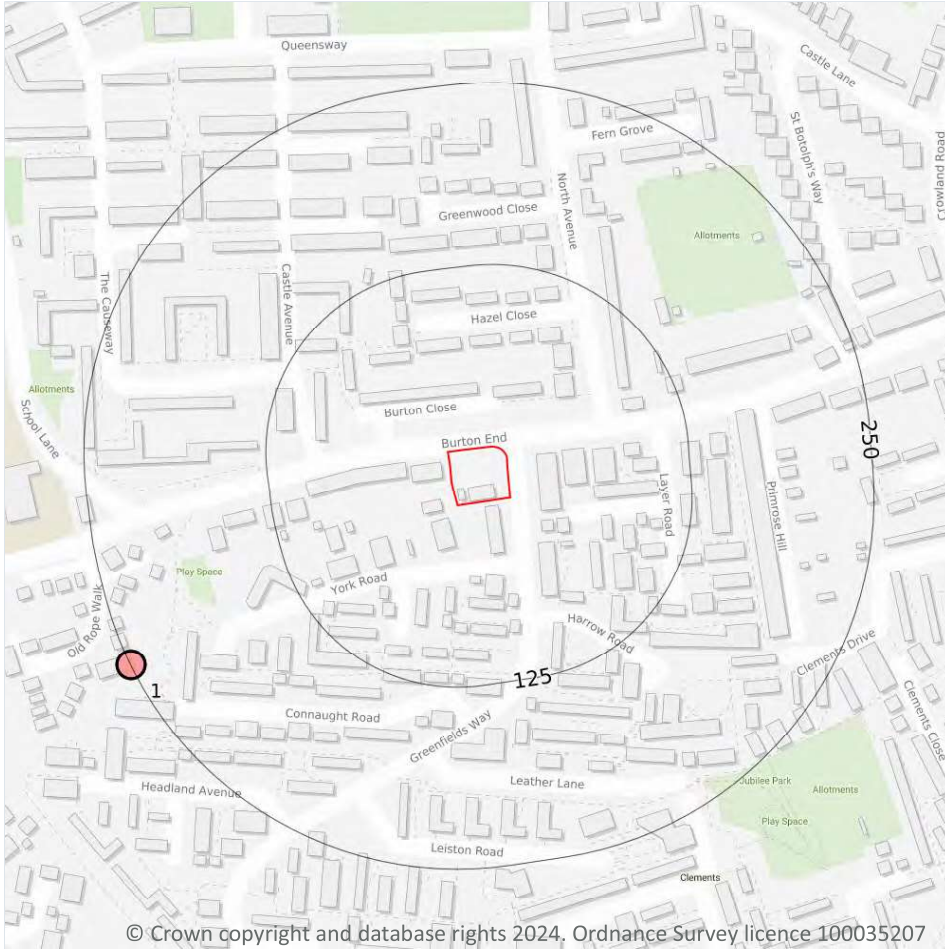 Queensway
Castle Lane
Fern Grove
St Botolph's Way
Crowland Road
North Avenue
Greenwood Close
Allotments
The Causeway
Castle Avenue
Hazel Close
Allotments
School Lane
Burton Close
Burton End
250
Layer Road
Primrose Hill
Play Space
York Road
Old Rope Walk
Harrow Road
Clements Drive
1
125
Clements Close
Connaught Road
Greenfields Way
Headland Avenue
Leather Lane
Jubilee Park
Allotments
Play Space
Leiston Road
Clements
© Crown copyright and database rights 2024. Ordnance Survey licence 100035207